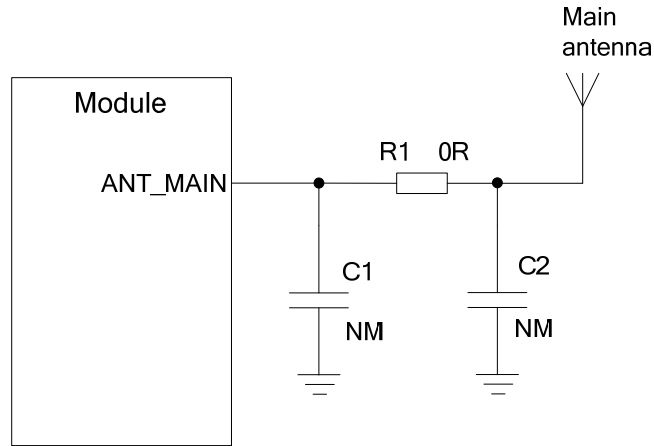 Main
antenna
Module
R1 0R
ANT_MAIN
C1
C2
NM
NM